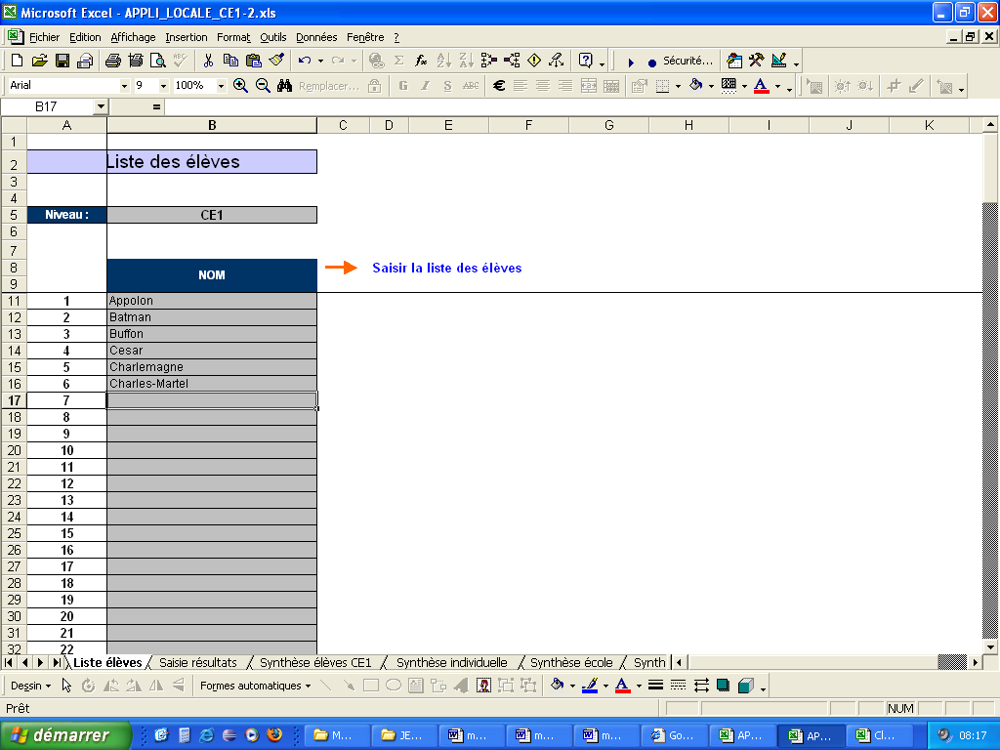 Microsoft Excel - APPLI_LOCALE_CE1-2.xls
Fichier Edition Affichage Insertion Format Outils Données Fenêtre ?
Sécurité...
Arial 9 100% Remplacer... G I S ABC €
B17 =
A B C D E F G H I J K
1
2 Liste des élèves
3
4
5 Niveau : CE1
6
7
8 NOM Saisir la liste des élèves
9
11 1 Appolon
12 2 Batman
13 3 Buffon
14 4 Cesar
15 5 Charlemagne
16 6 Charles-Martel
17 7
18 8
19 9
20 10
21 11
22 12
23 13
24 14
25 15
26 16
27 17
28 18
29 19
30 20
31 21
32 22
Liste élèves Saisie résultats Synthèse élèves CE1 Synthèse individuelle Synthèse école Synth
Dessin Formes automatiques
Prêt NUM
démarrer M... JE... m... m... m... Go... AP... AP... Cl... 08:17